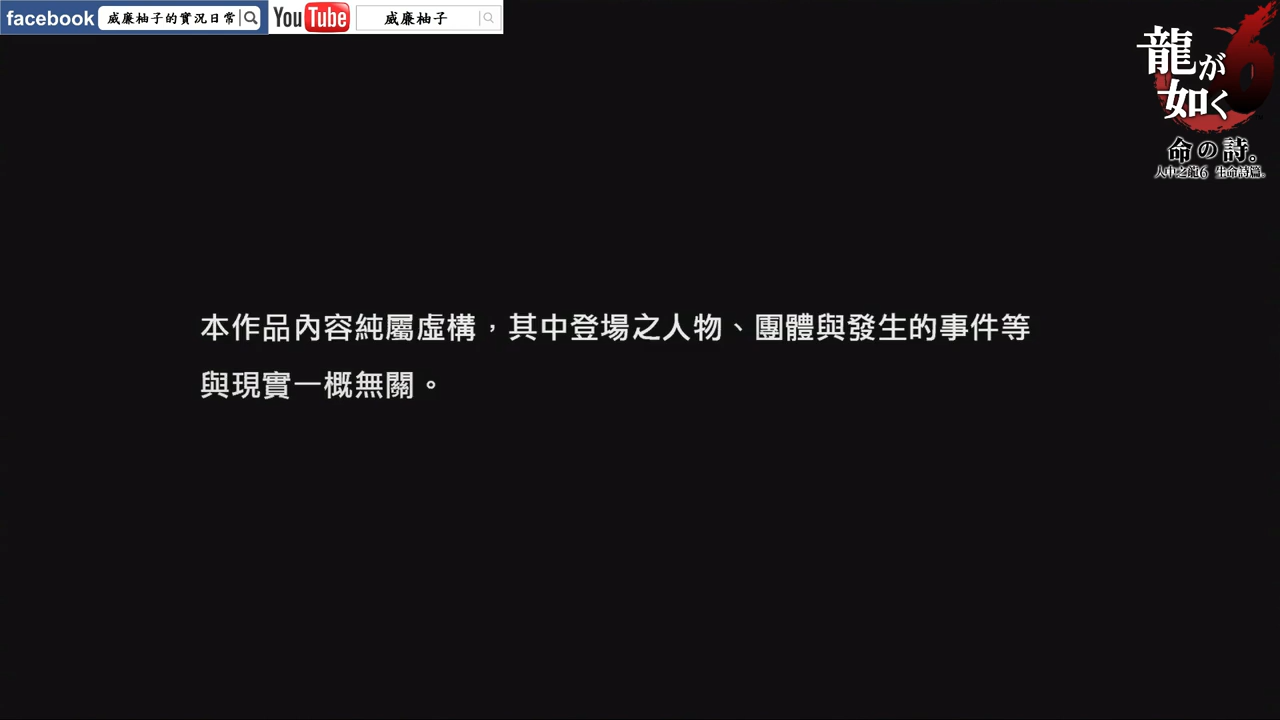 facebook 威廉柚子的實況日常 YouTube 威廉柚子
龍が
如く6
命の詩。
人中之龍6 生命詩篇。
本作品內容純屬虛構，其中登場之人物、團體與發生的事件等
與現實一概無關。